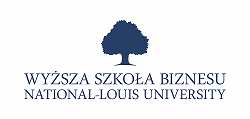 WYŻSZA SZKOŁA BIZNESU
NATIONAL-LOUIS UNIVERSITY